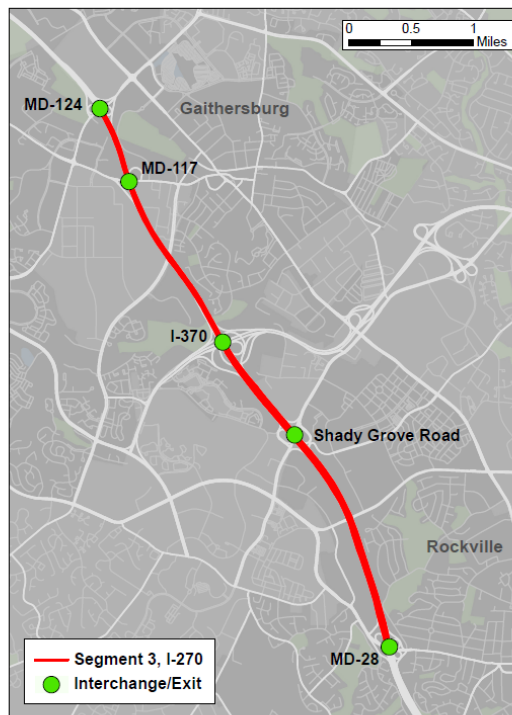 0 0.5 1
Miles
MD-124
Gaithersburg
MD-117
I-370
Shady Grove Road
Rockville
MD-28
Segment 3, I-270
Interchange/Exit